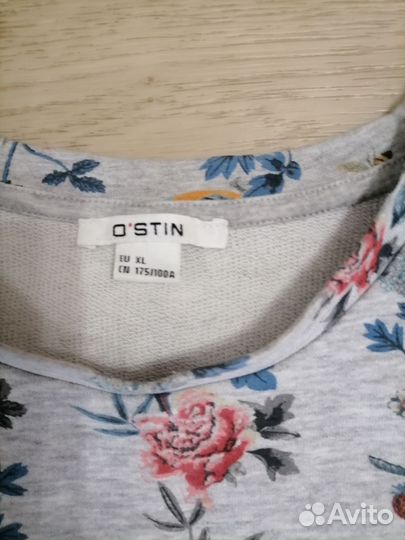 O'STIN
EU XL
CN 175/100A
Avito